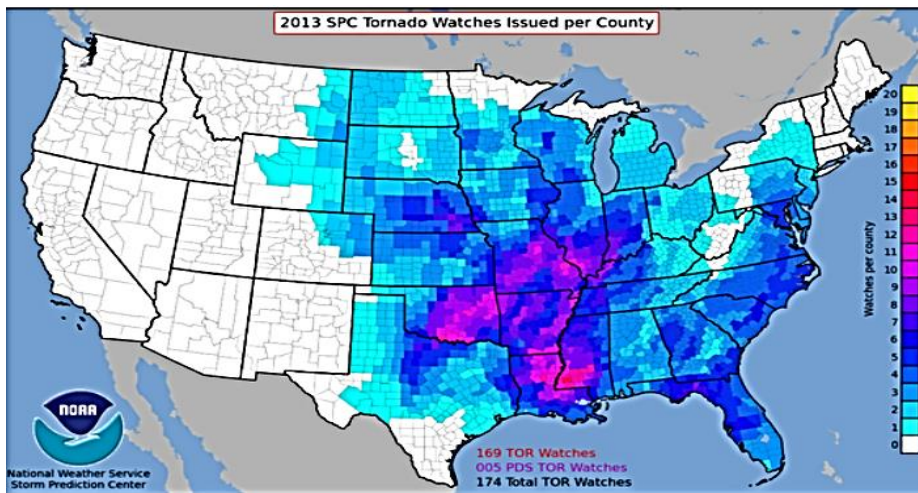 2013 SPC Tornado Watches Issued per County
20
19
18
17
16
15
14
13
12
11
10
9
8
7
6
5
4
3
2
1
0
Watches per county
NOAA
National Weather Service
Storm Prediction Center
169 TOR Watches
005 PDS TOR Watches
174 Total TOR Watches